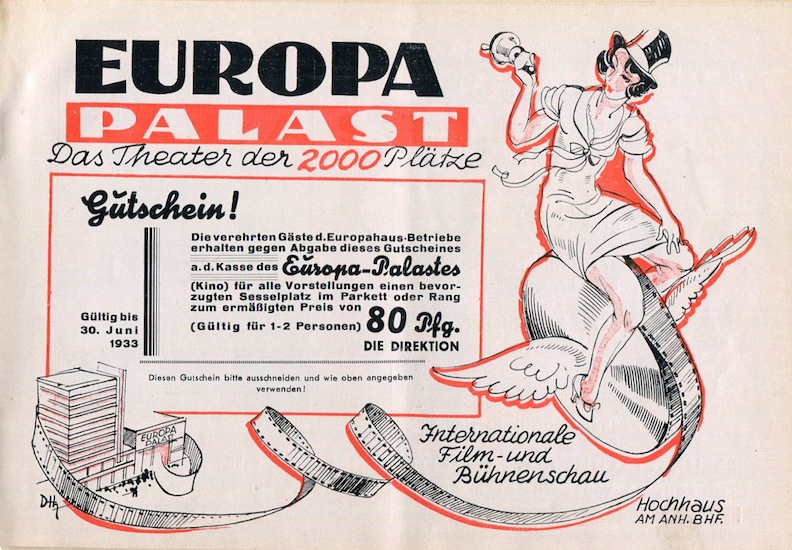 EUROPA
PALAST
Das Theater der 2000 Plätze
Gutschein!
Die verehrten Gäste d. Europahaus-Betriebe
erhalten gegen Abgabe dieses Gutscheines
a. d. Kasse des Europa-Palastes
(Kino) für alle Vorstellungen einen bevor-
zugten Sesselplatz im Parkett oder Rang
zum ermäßigten Preis von
(Gültig für 1-2 Personen) 80 Pfg.
DIE DIREKTION
Gültig bis
30. Juni
1933
Diesen Gutschein bitte ausschneiden und wie oben angegeben
verwenden!
EUROPA
PALAST
Internationale
Film- und
Bühnenschau
Hochhaus
AM ANH. BHF.